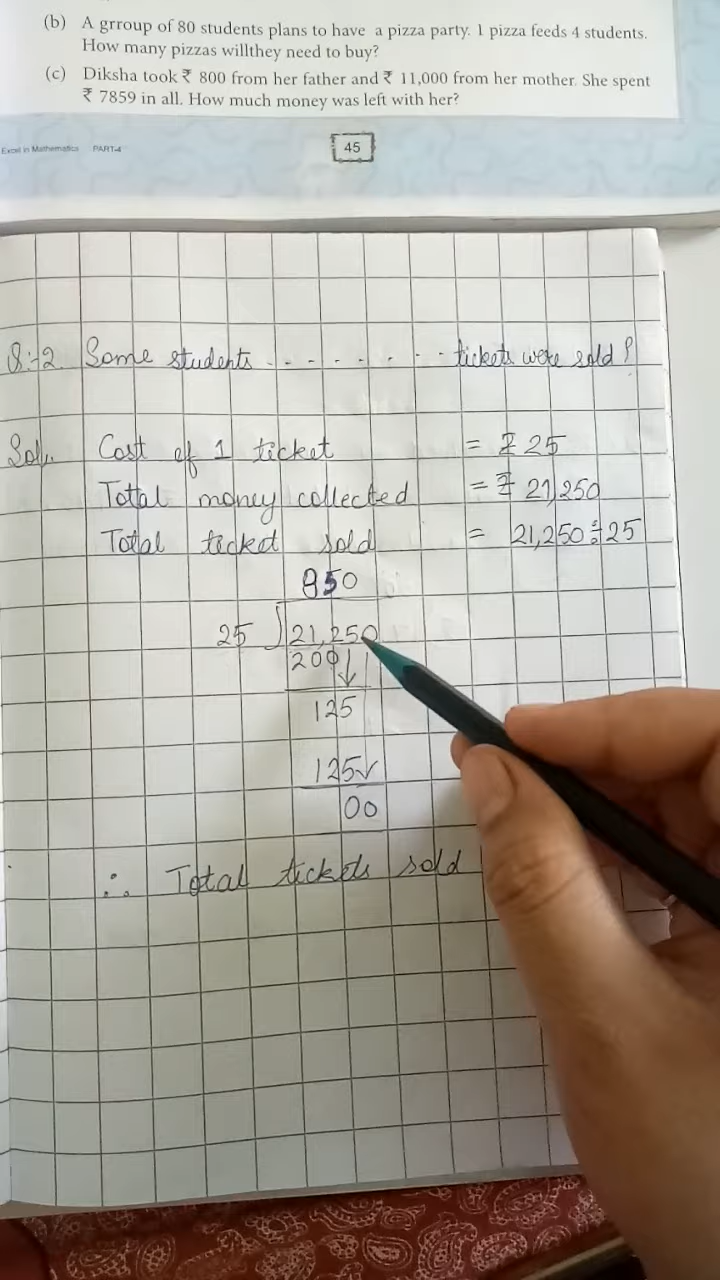 (b) A grroup of 80 students plans to have a pizza party. 1 pizza feeds 4 students.
How many pizzas willthey need to buy?
(c) Diksha took ₹ 800 from her father and ₹ 11,000 from her mother. She spent
₹ 7859 in all. How much money was left with her?
Excel in Mathematics PART-4
45
Q:-2. Some students - - - - - - - tickets were sold?
Soln. Cost of 1 ticket = ₹ 25
Total money collected = ₹ 21,250
Total ticket sold = 21,250 ÷ 25
850
25 21,250
200
125
125
00
∴ Total tickets sold